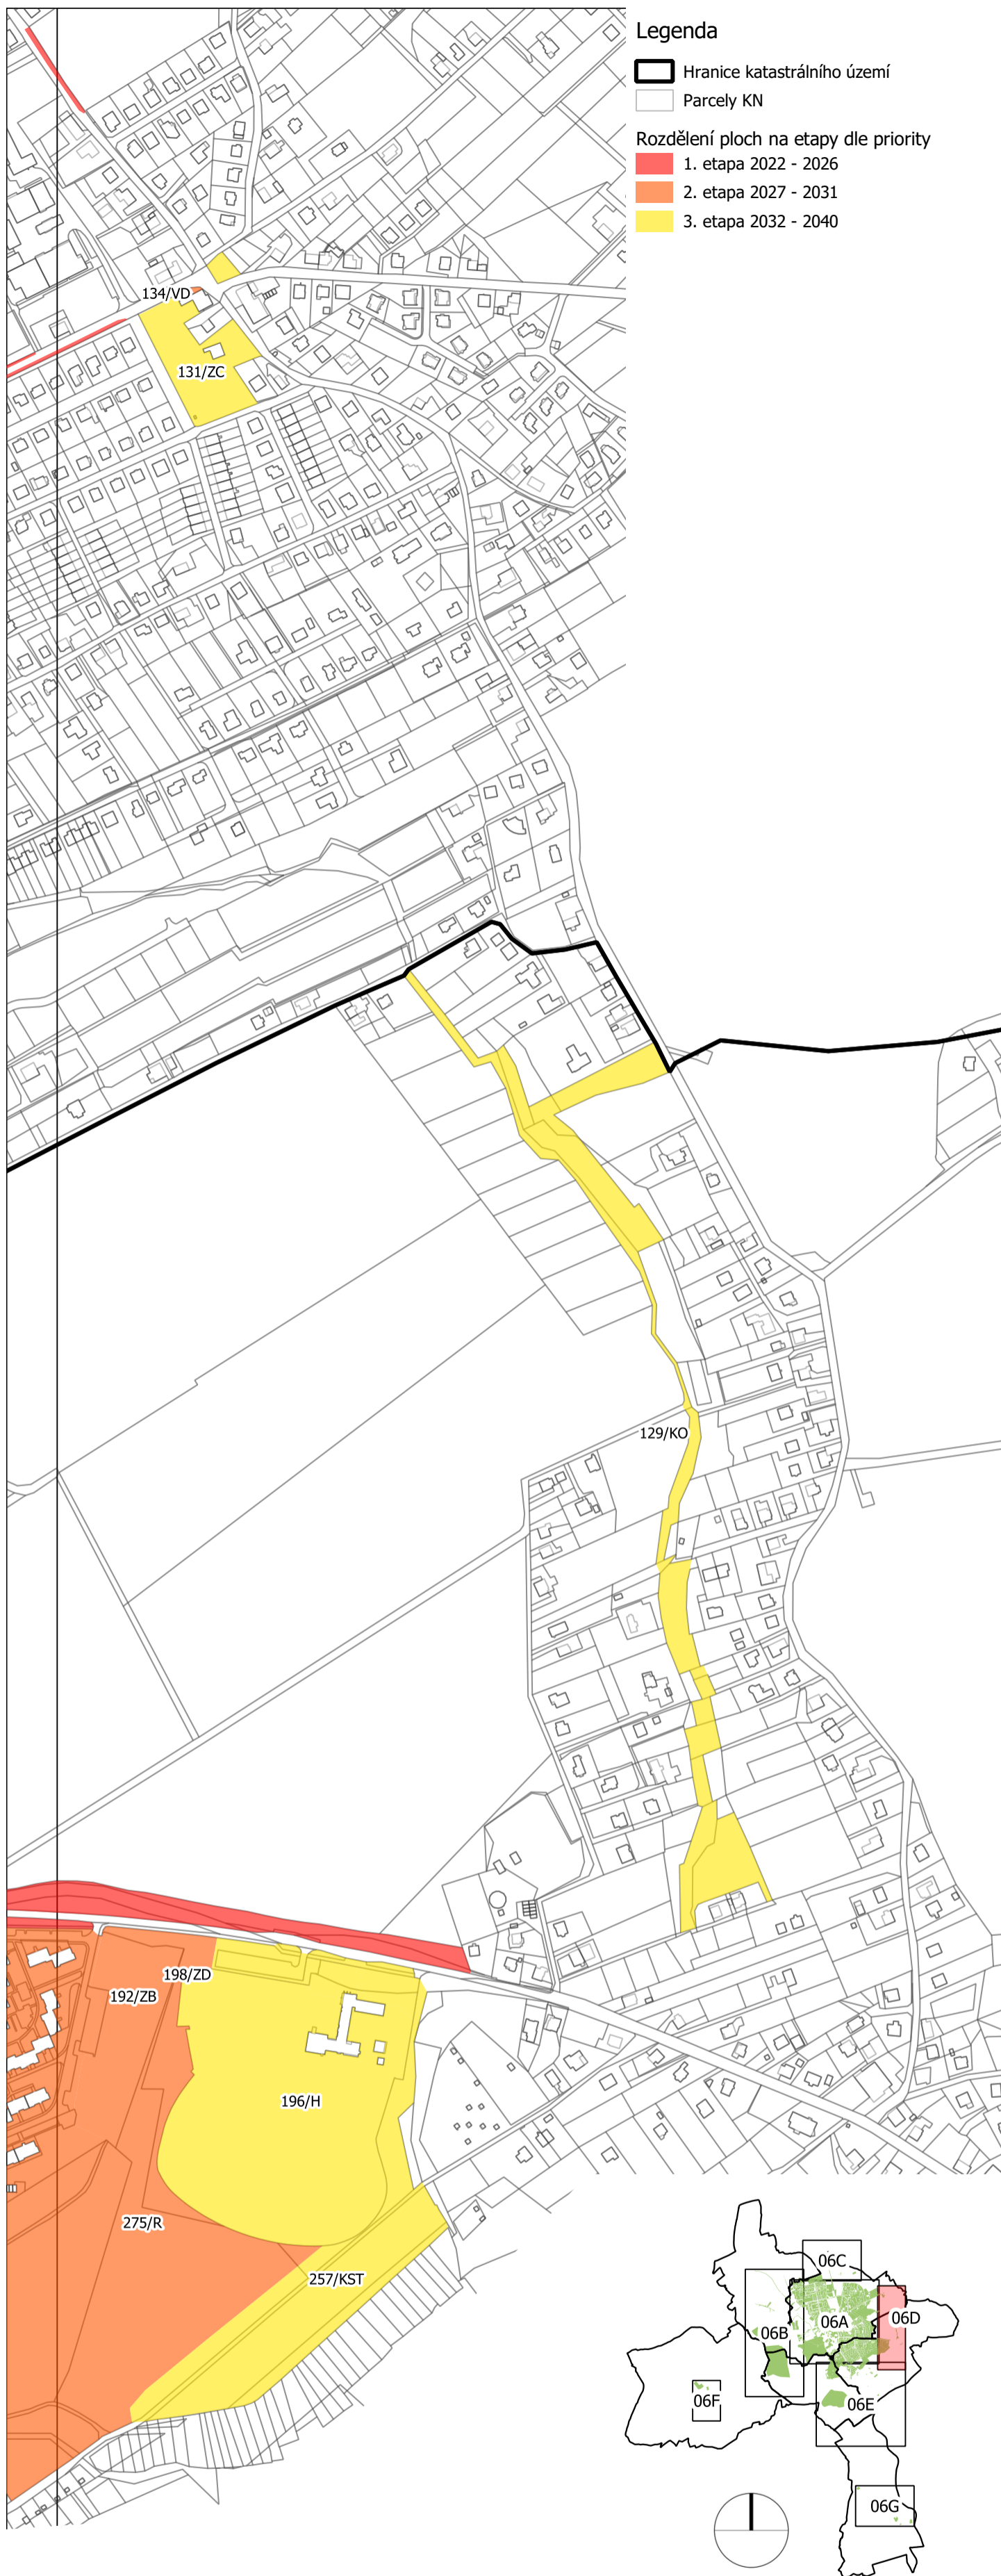 Legenda
Hranice katastrálního území
Parcely KN
Rozdělení ploch na etapy dle priority
1. etapa 2022 - 2026
2. etapa 2027 - 2031
3. etapa 2032 - 2040
134/VD
131/ZC
129/KO
198/ZD
192/ZB
196/H
275/R
257/KST
06C
06A
06D
06B
06F
06E
06G